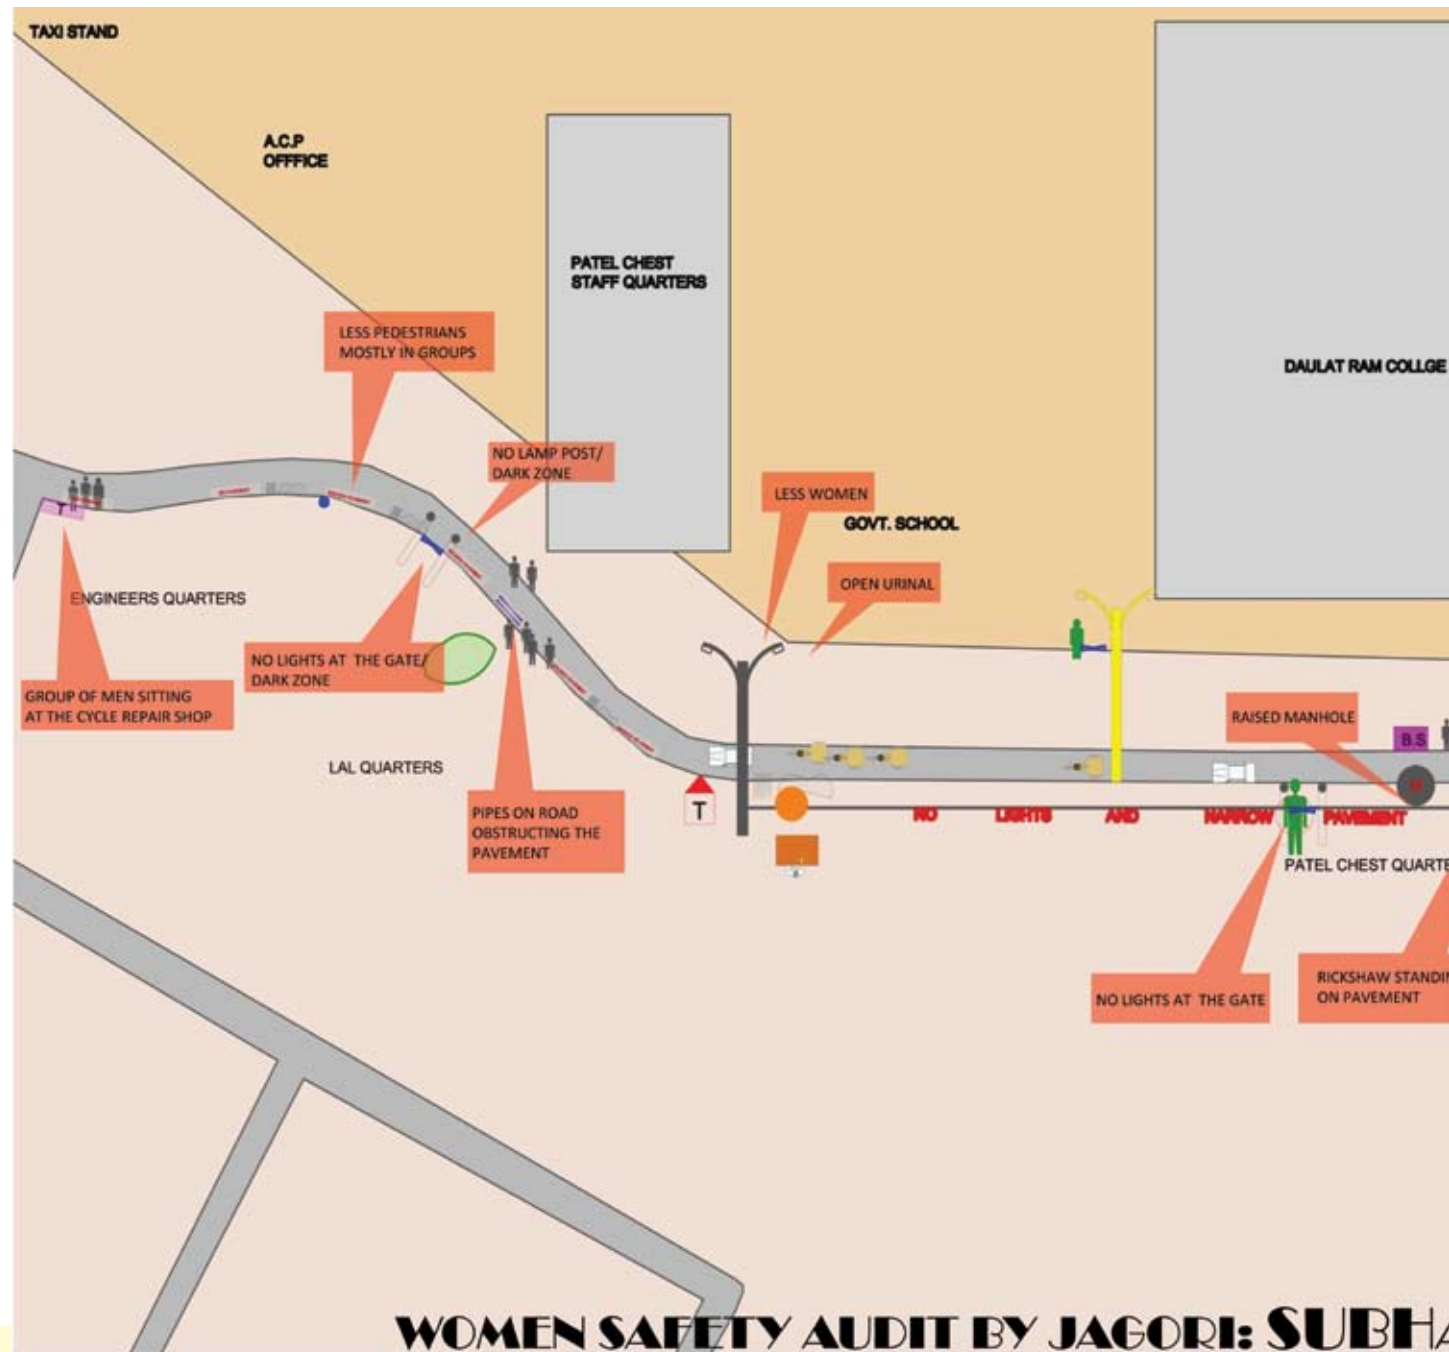 TAXI STAND
A.C.P
OFFFICE
PATEL CHEST
STAFF QUARTERS
LESS PEDESTRIANS
MOSTLY IN GROUPS
DAULAT RAM COLLGE
NO LAMP POST/
DARK ZONE
LESS WOMEN
GOVT. SCHOOL
OPEN URINAL
T
ENGINEERS QUARTERS
NO LIGHTS AT THE GATE/
DARK ZONE
GROUP OF MEN SITTING
AT THE CYCLE REPAIR SHOP
LAL QUARTERS
RAISED MANHOLE
B.S
T
PIPES ON ROAD
OBSTRUCTING THE
PAVEMENT
NO LIGHTS AND NARROW PAVEMENT
PATEL CHEST QUARTE
NO LIGHTS AT THE GATE
RICKSHAW STANDIN
ON PAVEMENT
WOMEN SAFETY AUDIT BY JAGORI: SUBHA